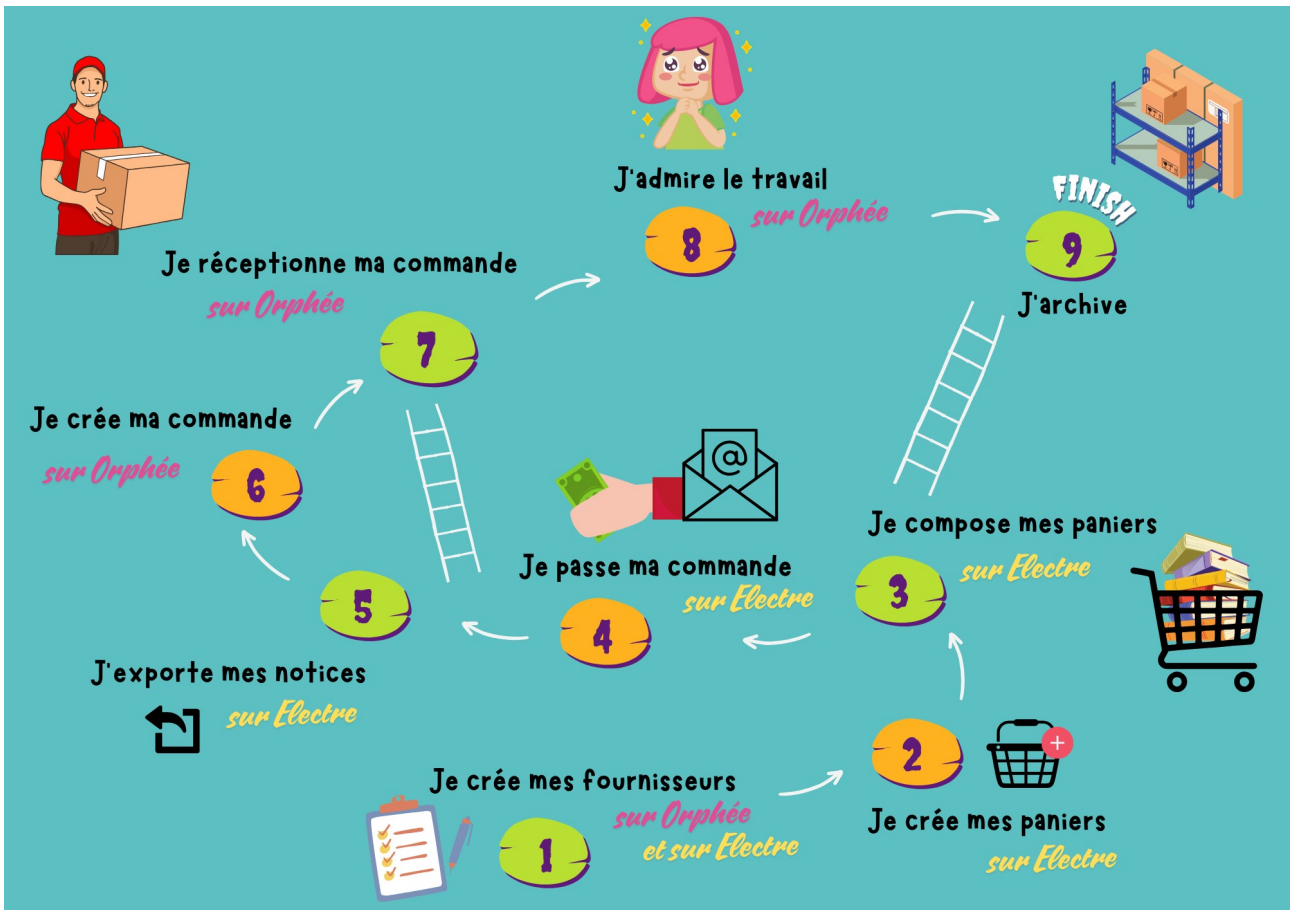 1
Je crée mes fournisseurs
sur Orphée
et sur Electre
2
Je crée mes paniers
sur Electre
3
Je compose mes paniers
sur Electre
4
Je passe ma commande
sur Electre
@
5
J'exporte mes notices
sur Electre
6
Je crée ma commande
sur Orphée
7
Je réceptionne ma commande
sur Orphée
8
J'admire le travail
sur Orphée
FINISH
9
J'archive